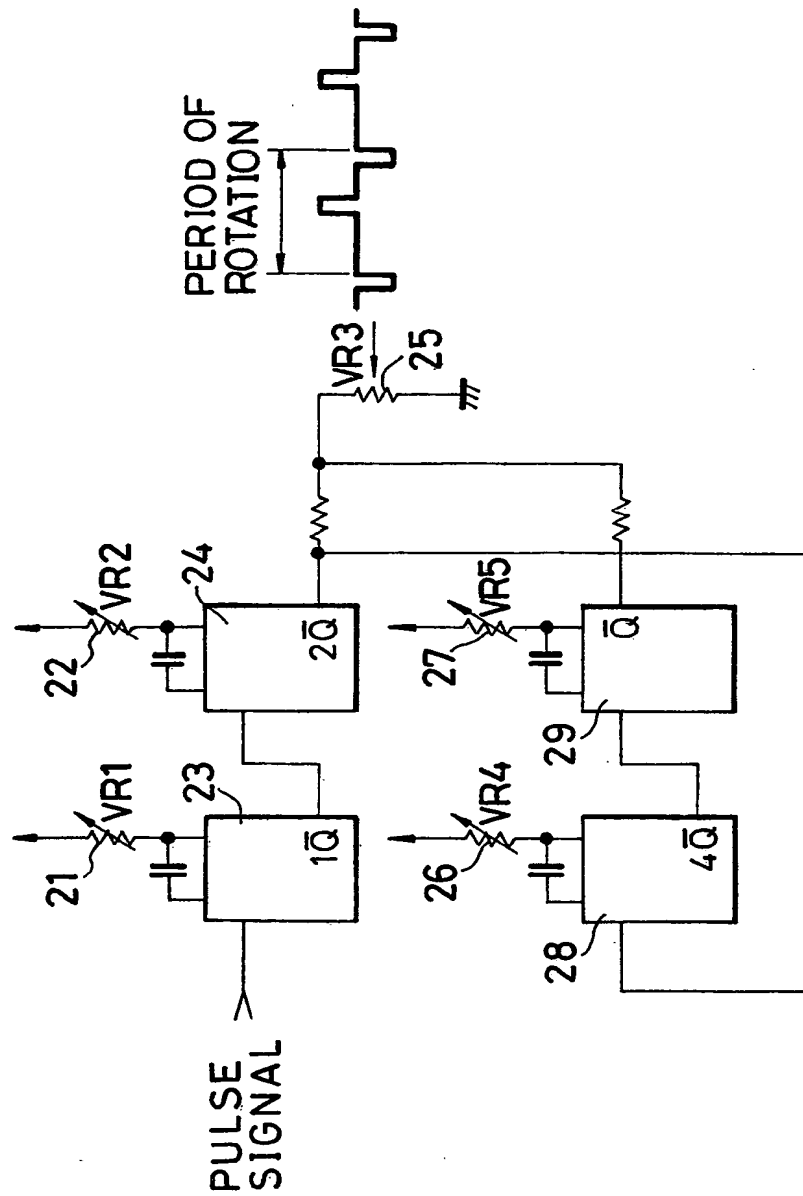 PULSE
SIGNAL
21
VR1
23
1Q̅
22
VR2
24
2Q̅
VR3
25
PERIOD OF
ROTATION
26
VR4
28
4Q̅
27
VR5
29
Q̅